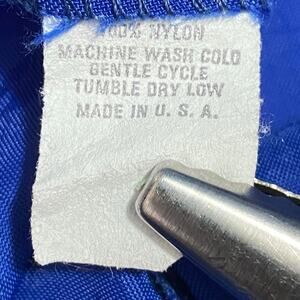 100% NYLON
MACHINE WASH COLD
GENTLE CYCLE
TUMBLE DRY LOW
MADE IN U. S. A.